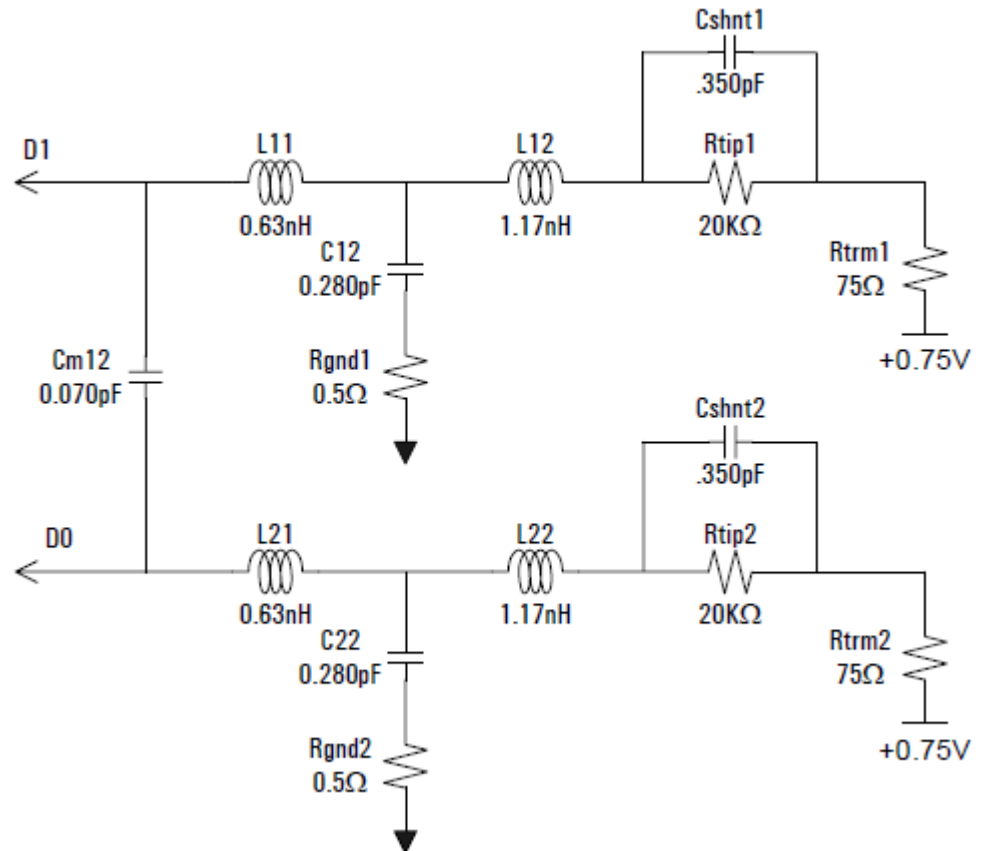 Cshnt1
.350pF
D1
L11
0.63nH
L12
1.17nH
Rtip1
20KΩ
C12
0.280pF
Rtrm1
75Ω
+0.75V
Cm12
0.070pF
Rgnd1
0.5Ω
Cshnt2
.350pF
D0
L21
0.63nH
L22
1.17nH
Rtip2
20KΩ
C22
0.280pF
Rtrm2
75Ω
+0.75V
Rgnd2
0.5Ω